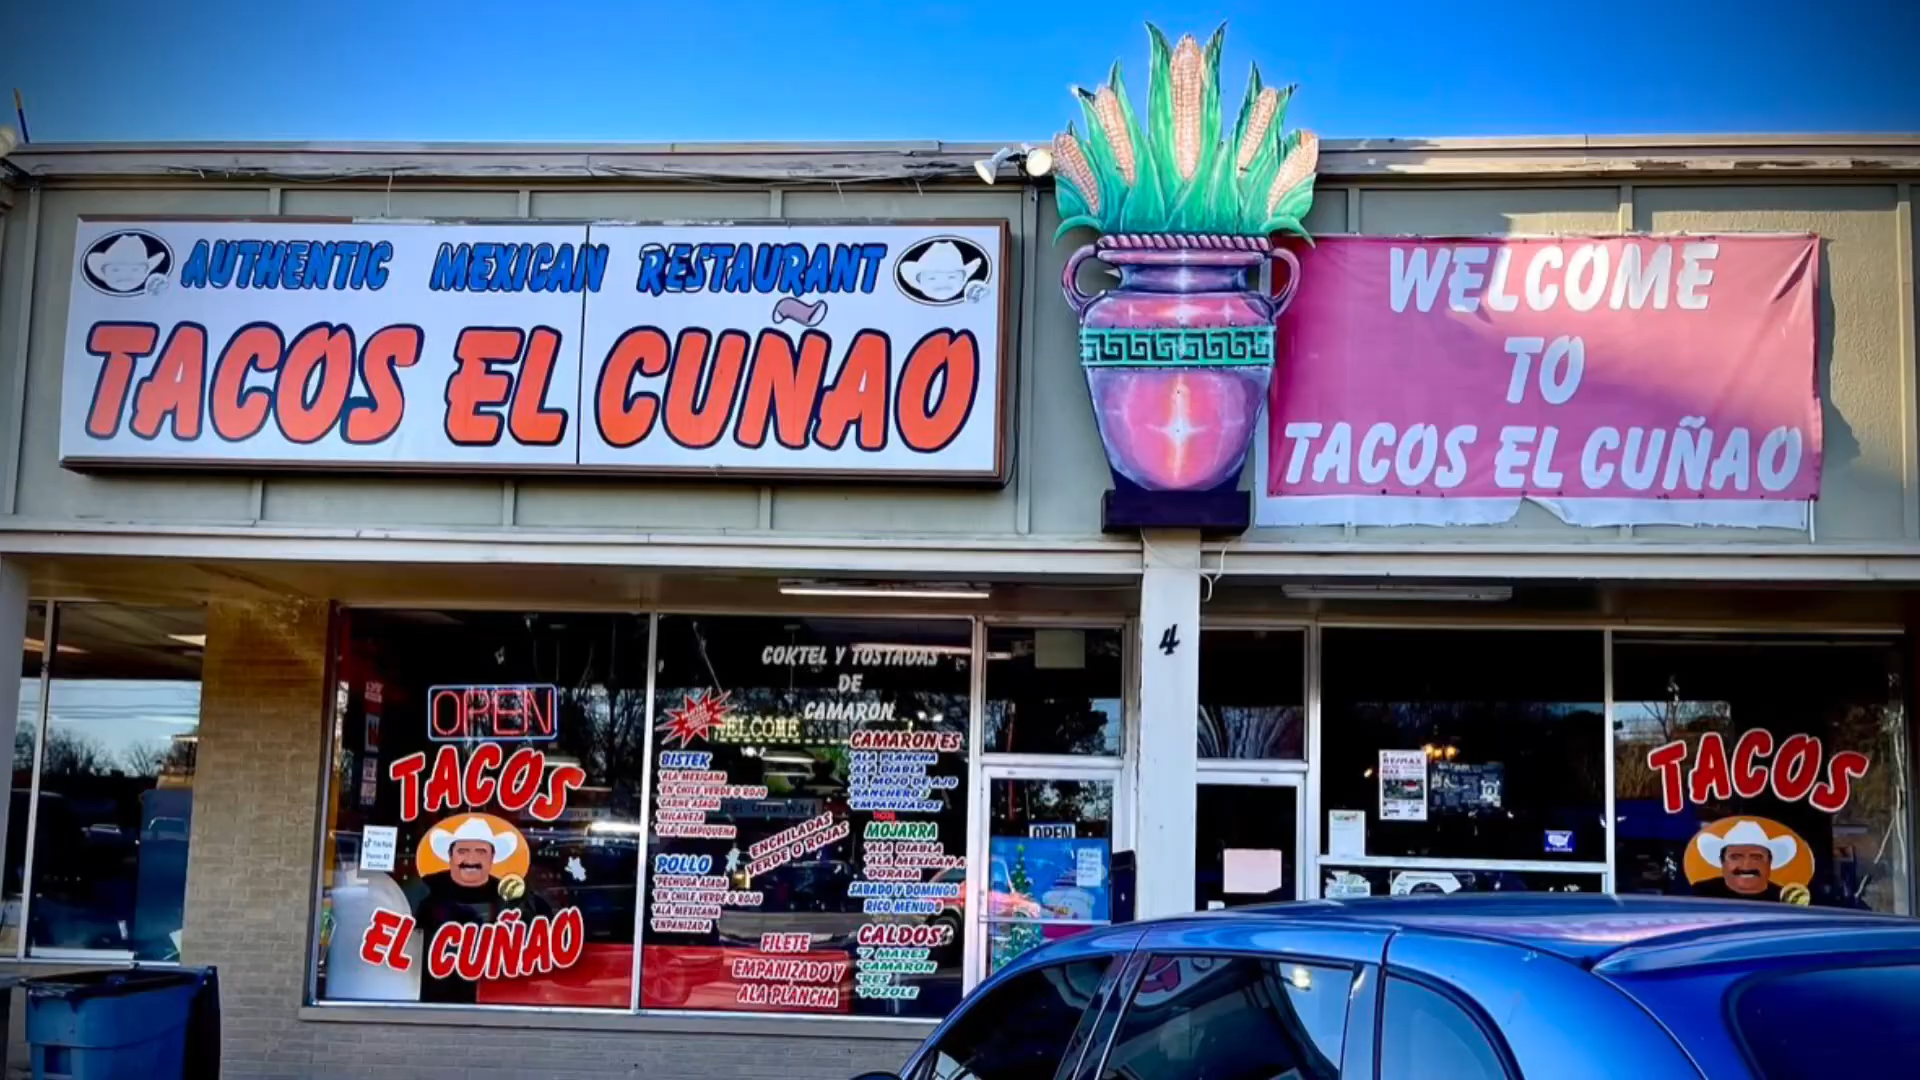 AUTHENTIC MEXICAN RESTAURANT
TACOS EL CUÑAO
WELCOME
TO
TACOS EL CUÑAO
4
OPEN
TACOS
EL CUÑAO
COKTEL Y TOSTADAS
DE
CAMARON
WELCOME
BISTEK
*ALA MEXICANA
*EN CHILE VERDE O ROJO
*CARNE ASADA
*MILANEZA
*ALA TAMPIQUEÑA
POLLO
*PECHUGA ASADA
*EN CHILE VERDE O ROJO
*ALA MEXICANA
*ENPANIZADA
ENCHILADAS
VERDE O ROJAS
FILETE
EMPANIZADO Y
ALA PLANCHA
CAMARONES
*ALA PLANCHA
*ALA DIABLA
*AL MOJO DE AJO
*RANCHEROS
*EMPANIZADOS
MOJARRA
*ALA DIABLA
*ALA MEXICANA
*DORADA
SABADO Y DOMINGO
RICO MENUDO
CALDOS
*7 MARES
*CAMARON
*RES
*POZOLE
OPEN
RE/MAX
TACOS